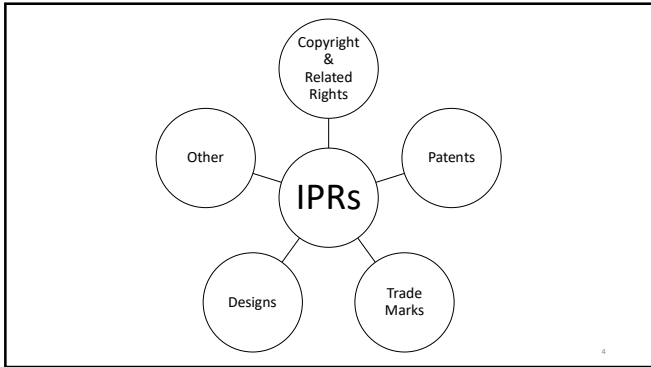 Copyright
&
Related
Rights
Other
Patents
IPRs
Designs
Trade
Marks
4